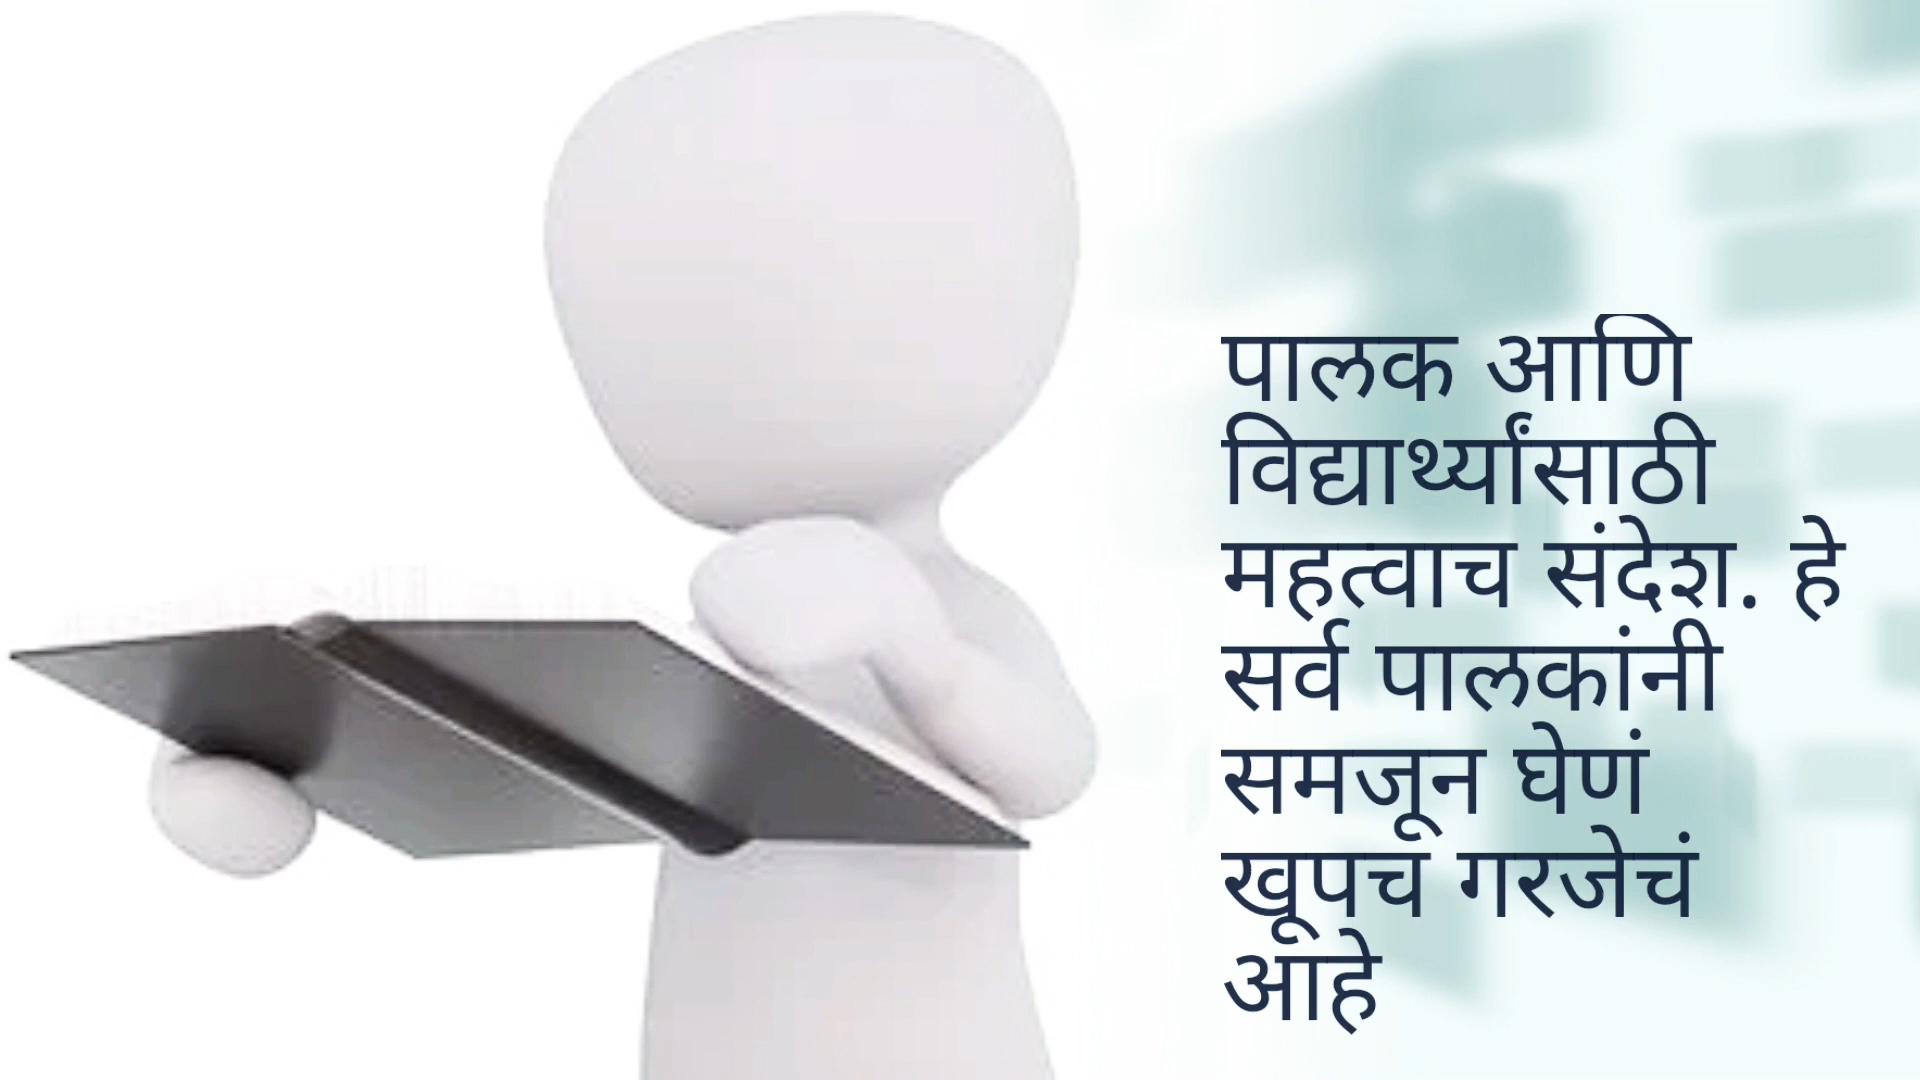 पालक आणि
विद्यार्थ्यांसाठी
महत्वाच संदेश. हे
सर्व पालकांनी
समजून घेणं
खूपच गरजेचं
आहे